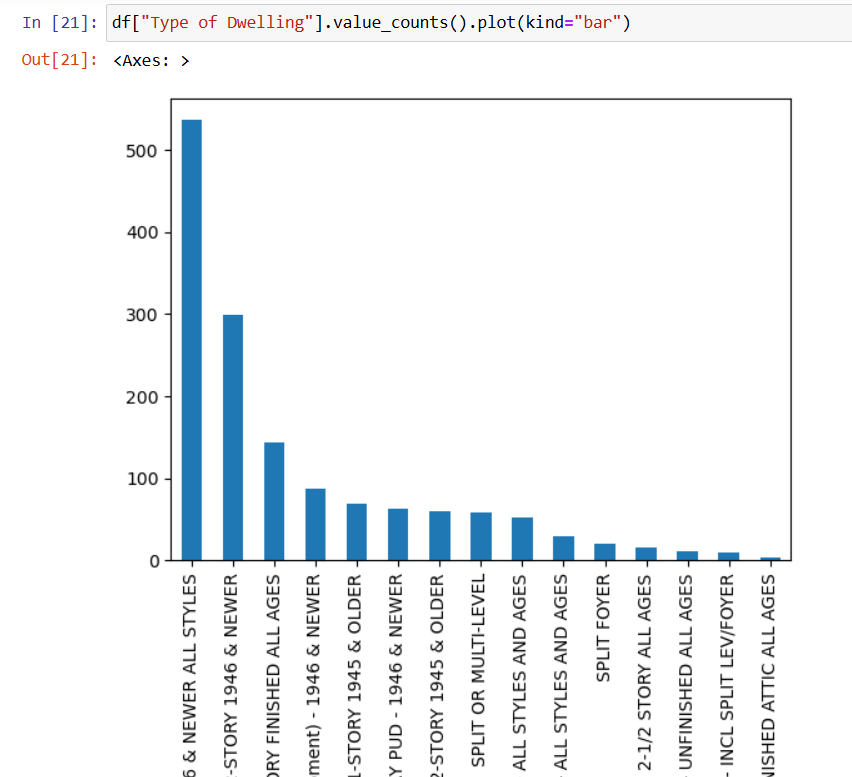 In [21]: df["Type of Dwelling"].value_counts().plot(kind="bar")
Out[21]: <Axes: >
500
400
300
200
100
0
6 & NEWER ALL STYLES
-STORY 1946 & NEWER
ORY FINISHED ALL AGES
ment) - 1946 & NEWER
1-STORY 1945 & OLDER
Y PUD - 1946 & NEWER
2-STORY 1945 & OLDER
SPLIT OR MULTI-LEVEL
ALL STYLES AND AGES
ALL STYLES AND AGES
SPLIT FOYER
2-1/2 STORY ALL AGES
UNFINISHED ALL AGES
- INCL SPLIT LEV/FOYER
NISHED ATTIC ALL AGES